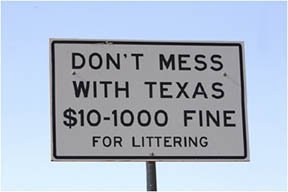 DON'T MESS
WITH TEXAS
$10-1000 FINE
FOR LITTERING